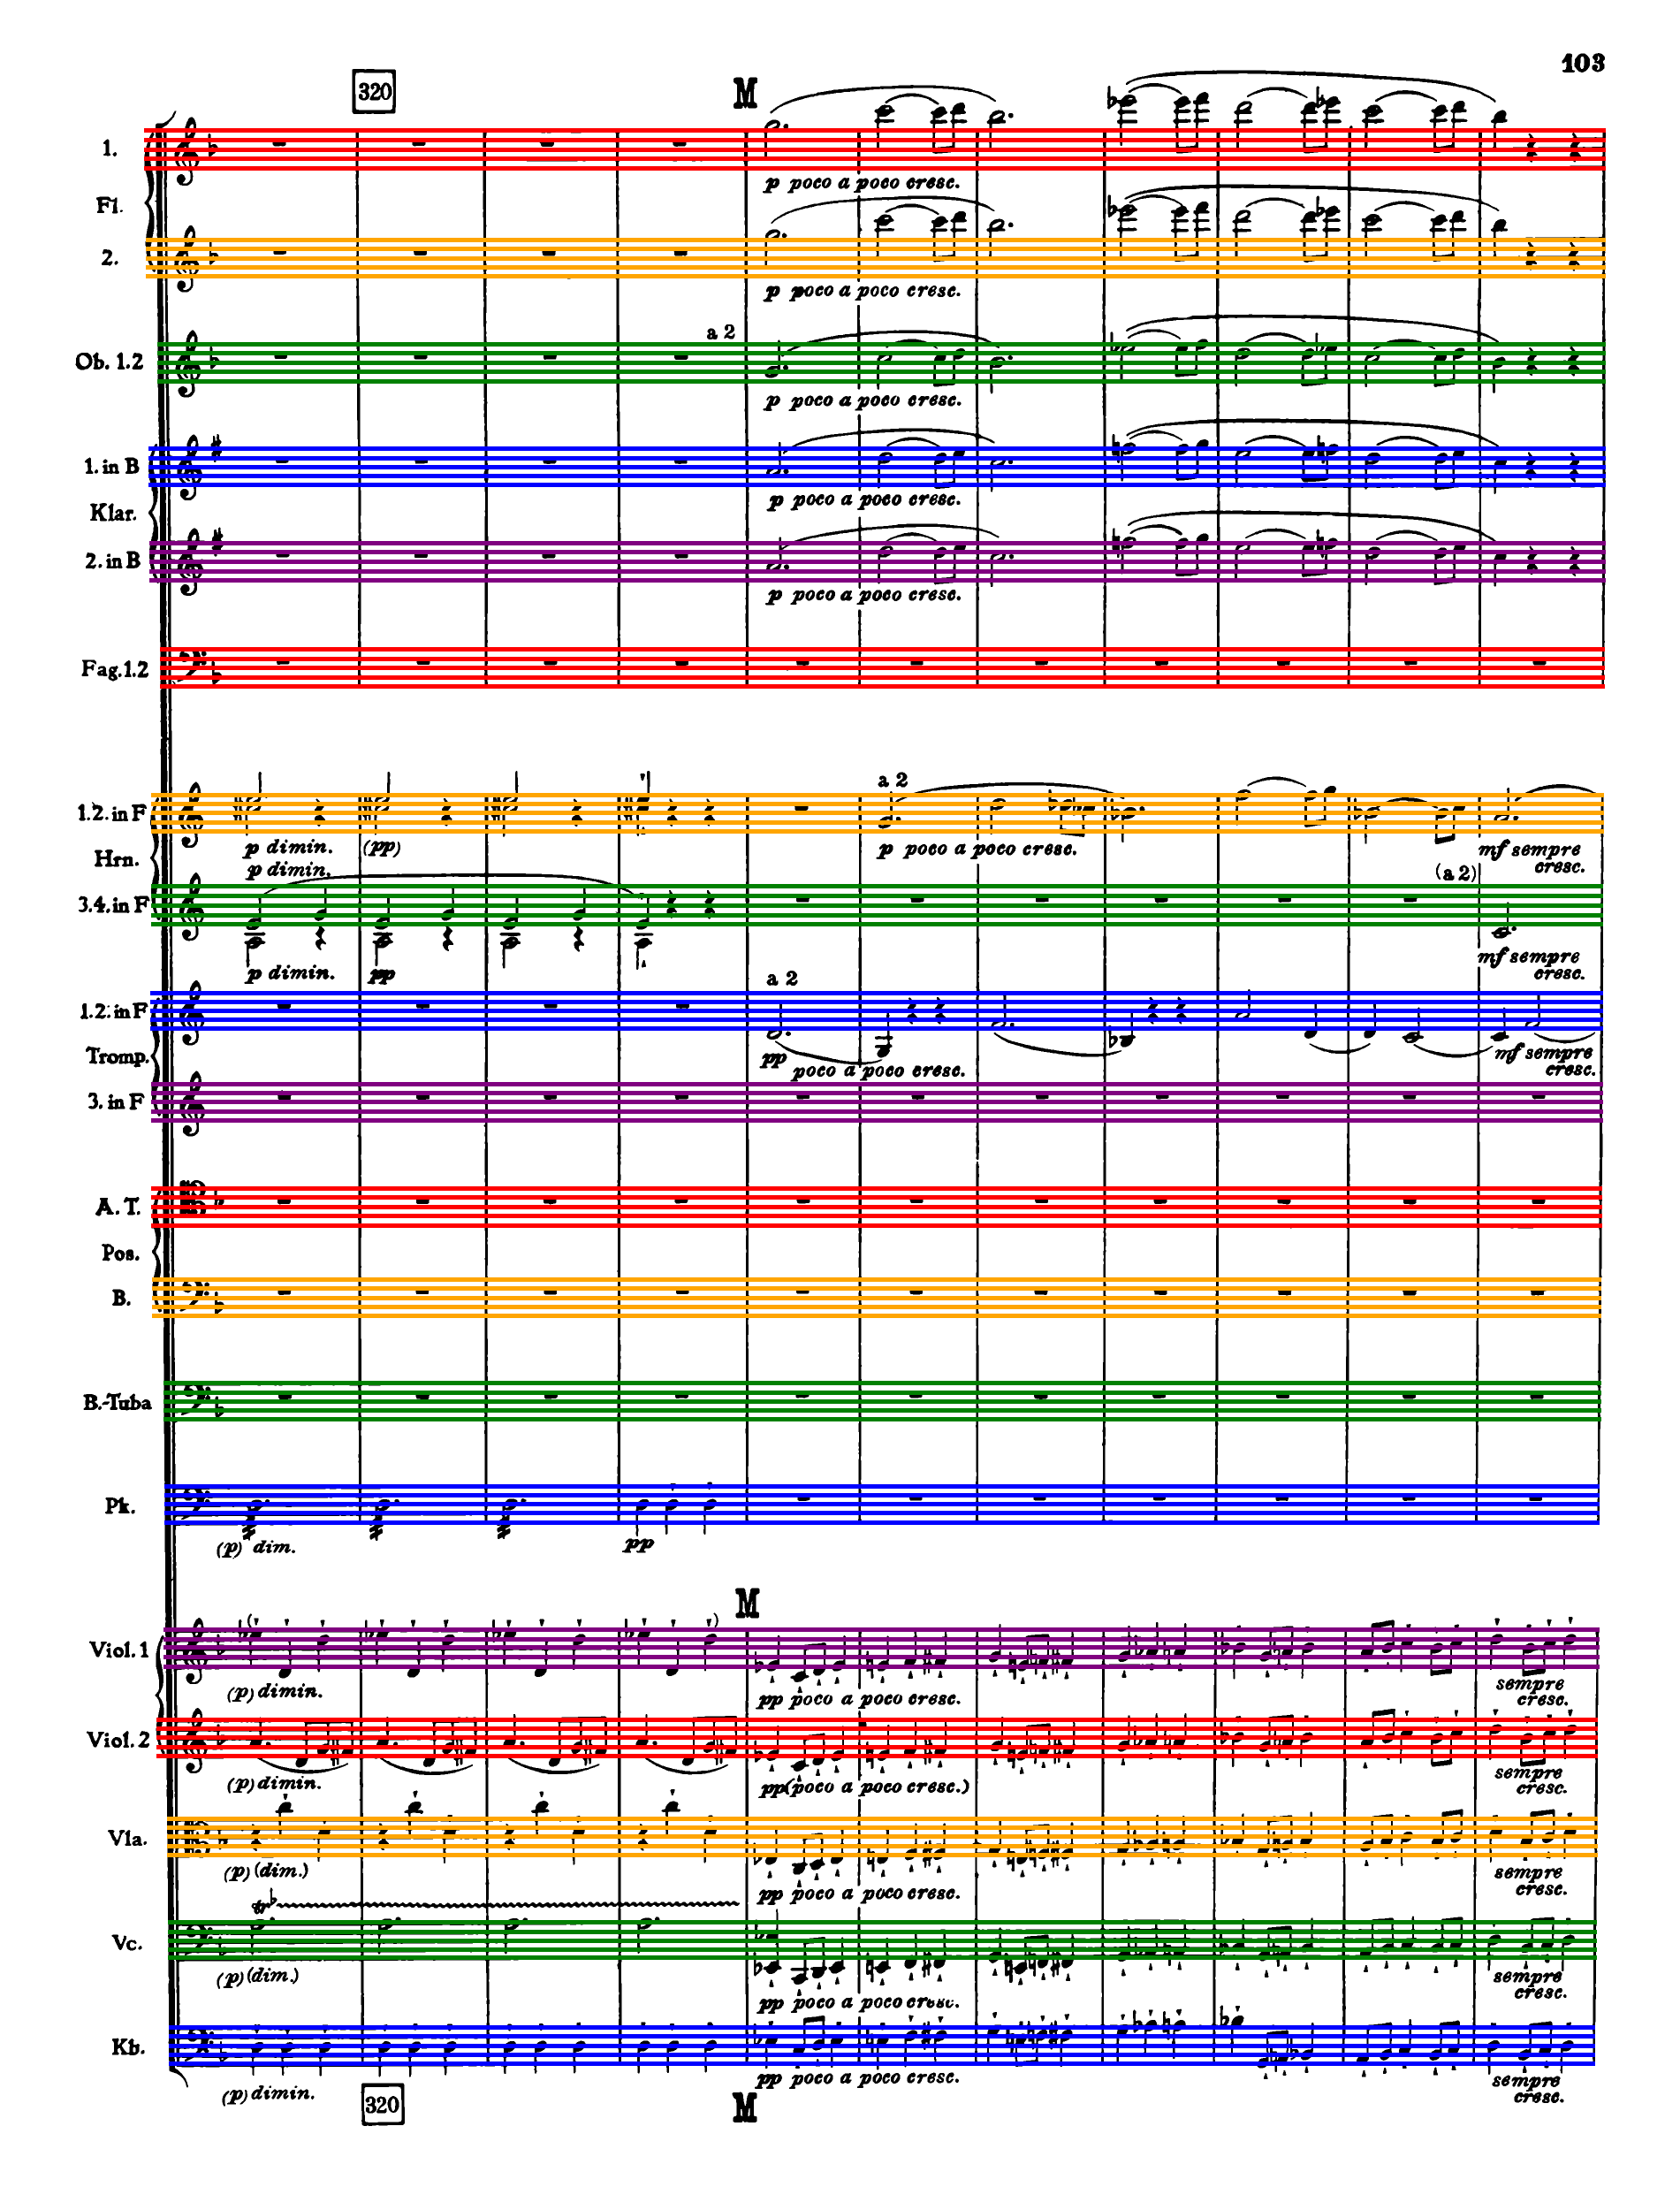 103
320
M
1.
p poco a poco cresc.
Fl.
2.
p poco a poco cresc.
a 2
Ob. 1.2
p poco a poco cresc.
1. in B
p poco a poco cresc.
Klar.
2. in B
p poco a poco cresc.
Fag. 1.2
a 2
1.2. in F
p dimin. (pp) p poco a poco cresc. mf sempre cresc.
Hrn.
p dimin.
(a 2)
3.4. in F
p dimin. pp mf sempre cresc.
a 2
1.2. in F
pp poco a poco cresc. mf sempre cresc.
Tromp.
3. in F
A. T.
Pos.
B.
B.-Tuba
Pk.
(p) dim. pp
M
Viol. 1
(p) dimin. pp poco a poco cresc. sempre cresc.
Viol. 2
(p) dimin. pp (poco a poco cresc.) sempre cresc.
Vla.
(p) (dim.) pp poco a poco cresc. sempre cresc.
tr
Vc.
(p) (dim.) pp poco a poco cresc. sempre cresc.
Kb.
(p) dimin. pp poco a poco cresc. sempre cresc.
320 M